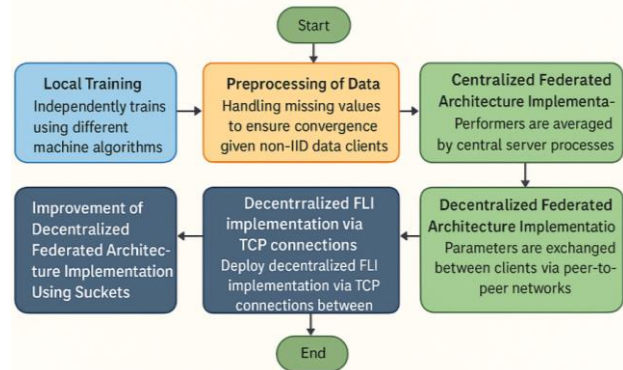 Start
Local Training
Independently trains
using different
machine algorithms
Preprocessing of Data
Handling missing values
to ensure convergence
given non-IID data clients
Centralized Federated
Architecture Implementa-
Performers are averaged
by central server processes
Decentralized Federated
Architecture Implementatio
Parameters are exchanged
between clients via peer-to-
peer networks
Decentrralized FLI
implementation via
TCP connections
Deploy decentralized FLI
implementation via TCP
connections between
Improvement of
Decentralized
Federated Architec-
ture Implementation
Using Suckets
End